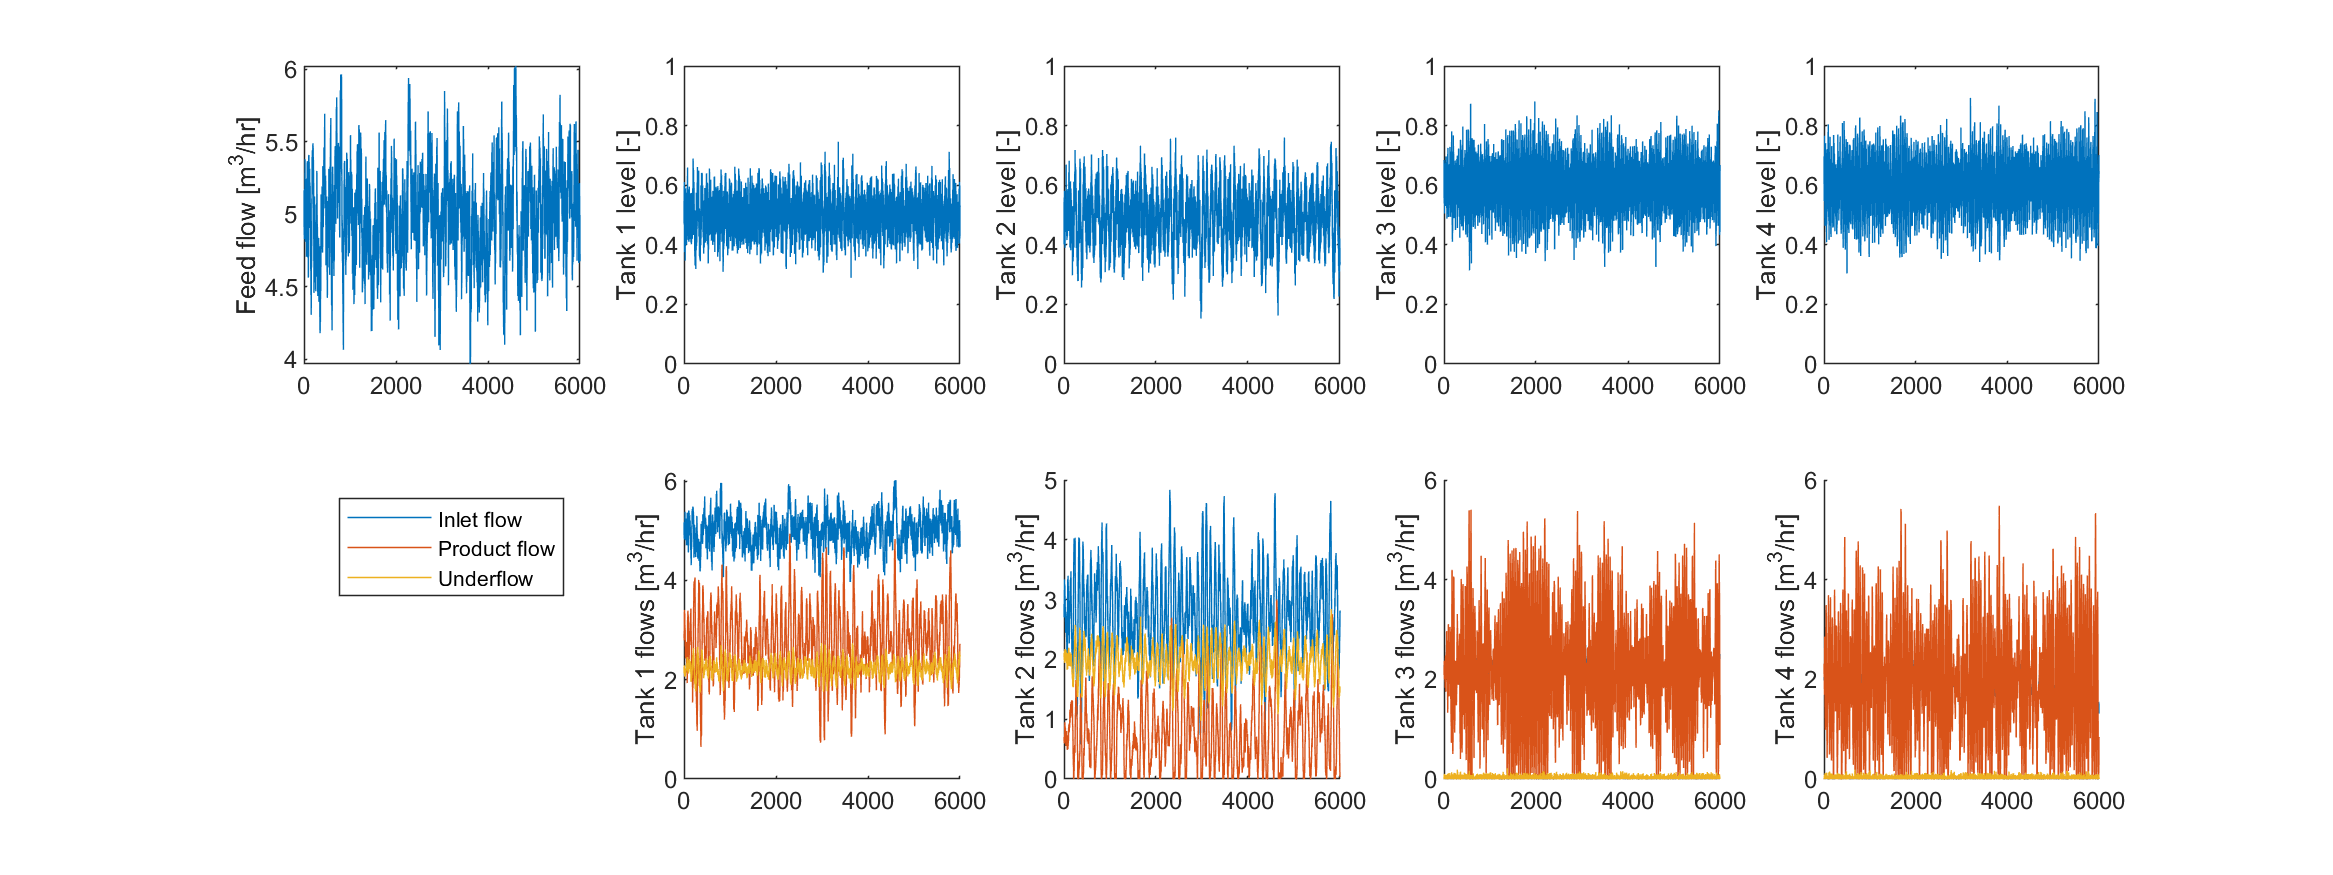 Feed flow [m³/hr]
6
5.5
5
4.5
4
0 2000 4000 6000
Tank 1 level [-]
1
0.8
0.6
0.4
0.2
0
0 2000 4000 6000
Tank 2 level [-]
1
0.8
0.6
0.4
0.2
0
0 2000 4000 6000
Tank 3 level [-]
1
0.8
0.6
0.4
0.2
0
0 2000 4000 6000
Tank 4 level [-]
1
0.8
0.6
0.4
0.2
0
0 2000 4000 6000
Inlet flow
Product flow
Underflow
Tank 1 flows [m³/hr]
6
4
2
0
0 2000 4000 6000
Tank 2 flows [m³/hr]
5
4
3
2
1
0
0 2000 4000 6000
Tank 3 flows [m³/hr]
6
4
2
0
0 2000 4000 6000
Tank 4 flows [m³/hr]
6
4
2
0
0 2000 4000 6000